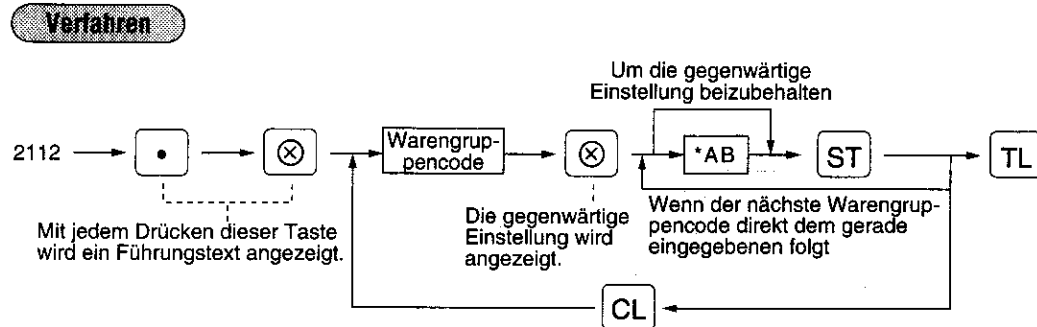 Verfahren
Um die gegenwärtige
Einstellung beizubehalten
2112
•
⊗
Warengrup-
pencode
⊗
*AB
ST
TL
Mit jedem Drücken dieser Taste
wird ein Führungstext angezeigt.
Die gegenwärtige
Einstellung wird
angezeigt.
Wenn der nächste Warengrup-
pencode direkt dem gerade
eingegebenen folgt
CL